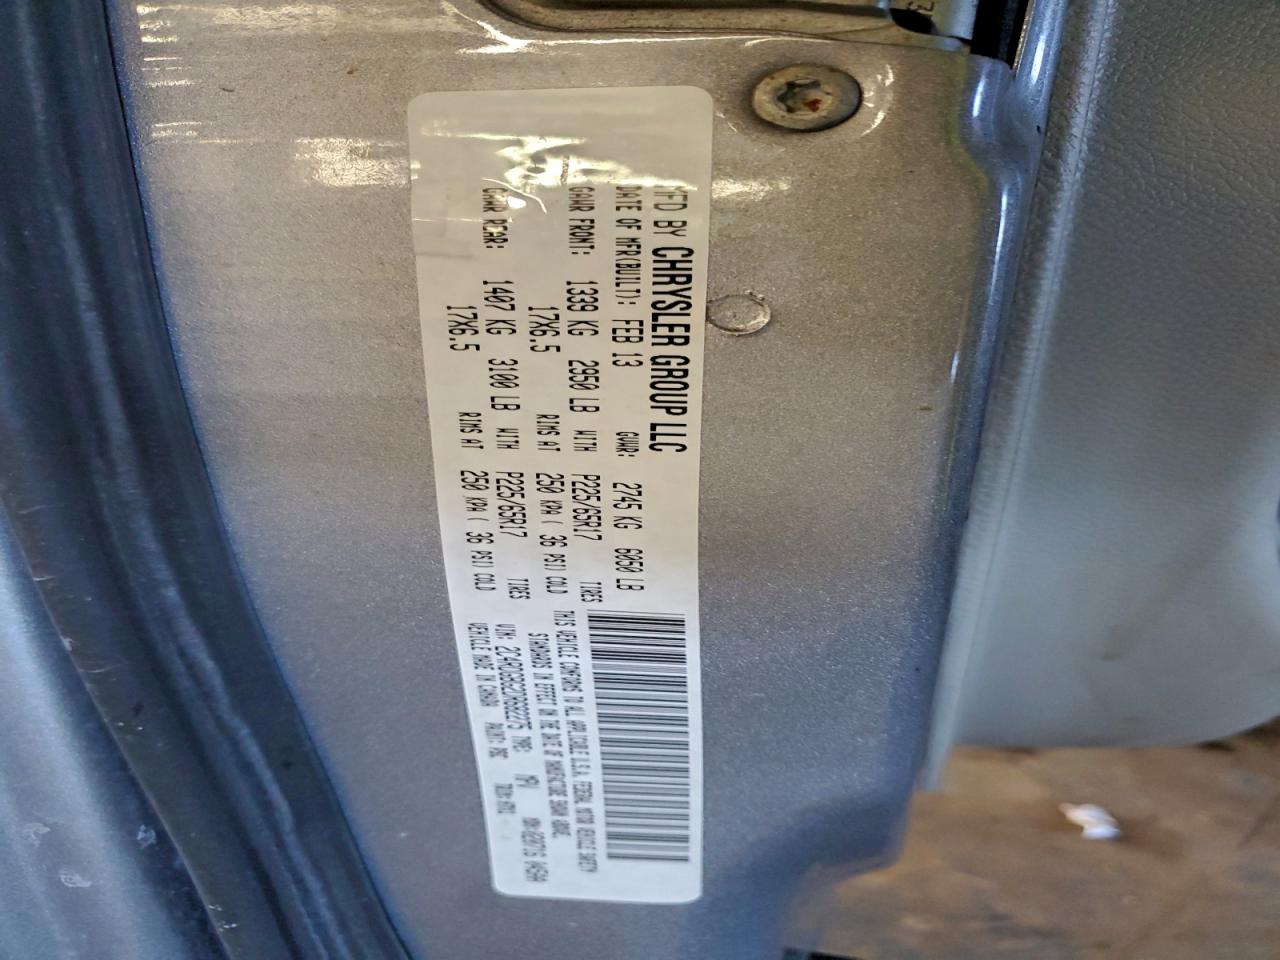 MFD BY CHRYSLER GROUP LLC
DATE OF MFR(BUILT): FEB 13 GVWR: 2745 KG 6050 LB
GAWR FRONT: 1339 KG 2950 LB WITH P225/65R17 TIRES
17X6.5 RIMS AT 250 KPA ( 36 PSI) COLD
GAWR REAR: 1407 KG 3100 LB WITH P225/65R17 TIRES
17X6.5 RIMS AT 250 KPA ( 36 PSI) COLD
THIS VEHICLE CONFORMS TO ALL APPLICABLE U.S.A. FEDERAL MOTOR VEHICLE SAFETY
STANDARDS IN EFFECT ON THE DATE OF MANUFACTURE SHOWN ABOVE.
VIN: TYPE: MPV
VEHICLE MADE IN CANADA PAINT: TRIM: